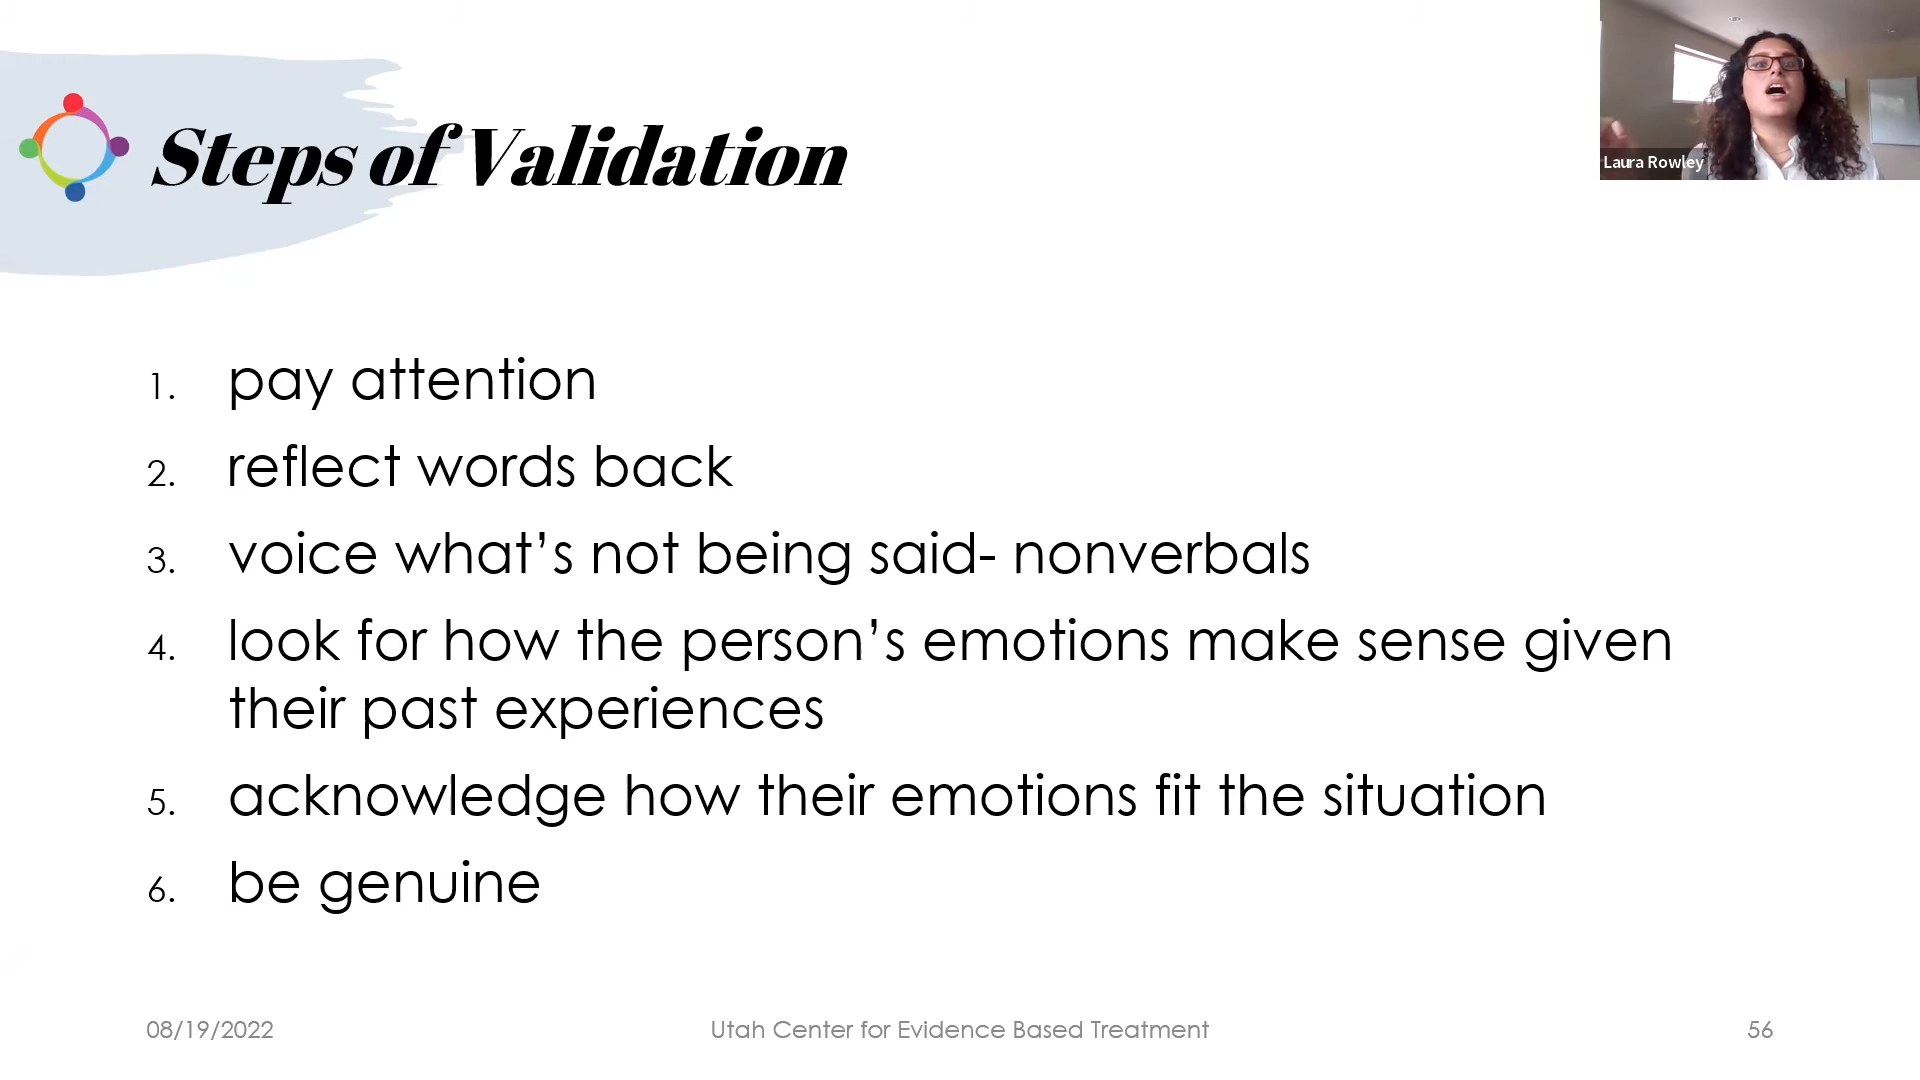 Steps of Validation
Laura Rowley
1. pay attention
2. reflect words back
3. voice what’s not being said- nonverbals
4. look for how the person’s emotions make sense given
their past experiences
5. acknowledge how their emotions fit the situation
6. be genuine
08/19/2022
Utah Center for Evidence Based Treatment
56